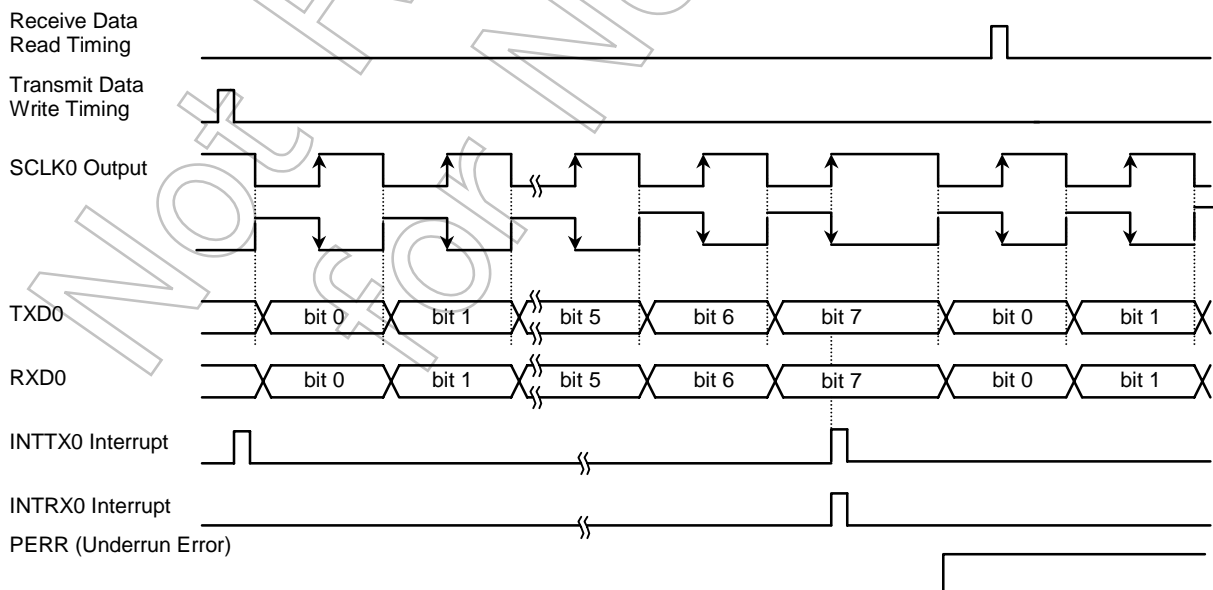 Receive Data
Read Timing
Transmit Data
Write Timing
SCLK0 Output
TXD0
bit 0 bit 1 bit 5 bit 6 bit 7 bit 0 bit 1
RXD0
bit 0 bit 1 bit 5 bit 6 bit 7 bit 0 bit 1
INTTX0 Interrupt
INTRX0 Interrupt
PERR (Underrun Error)
Not
for